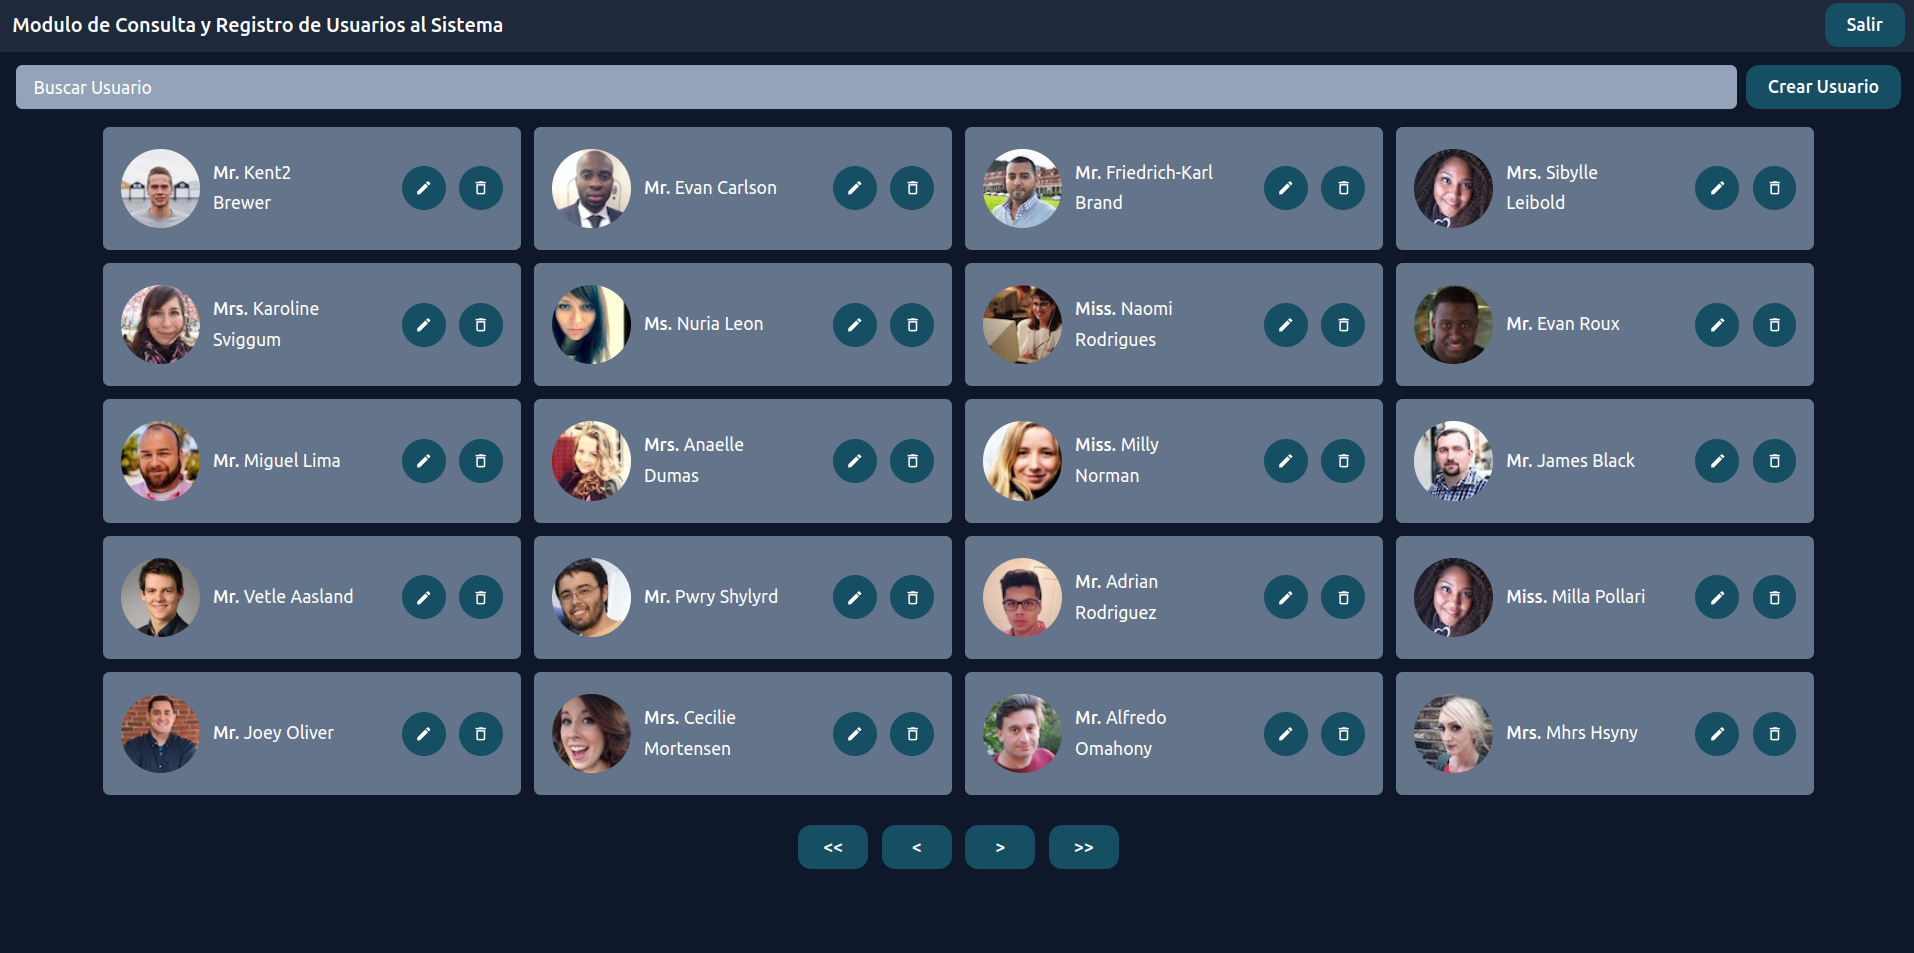 Modulo de Consulta y Registro de Usuarios al Sistema
Salir
Buscar Usuario
Crear Usuario
Mr. Kent2
Brewer
Mr. Evan Carlson
Mr. Friedrich-Karl
Brand
Mrs. Sibylle
Leibold
Mrs. Karoline
Sviggum
Ms. Nuria Leon
Miss. Naomi
Rodrigues
Mr. Evan Roux
Mr. Miguel Lima
Mrs. Anaelle
Dumas
Miss. Milly
Norman
Mr. James Black
Mr. Vetle Aasland
Mr. Pwry Shylyrd
Mr. Adrian
Rodriguez
Miss. Milla Pollari
Mr. Joey Oliver
Mrs. Cecilie
Mortensen
Mr. Alfredo
Omahony
Mrs. Mhrs Hsyny
<<
<
>
>>